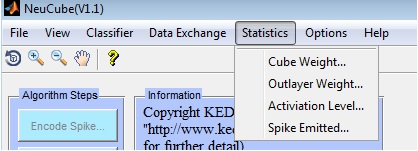 NeuCube(V1.1)
File View Classifier Data Exchange Statistics Options Help
Cube Weight...
Outlayer Weight...
Activiation Level...
Spike Emitted...
Algorithm Steps
Encode Spike...
Information
Copyright KED
"http://www.ked
for further detail)